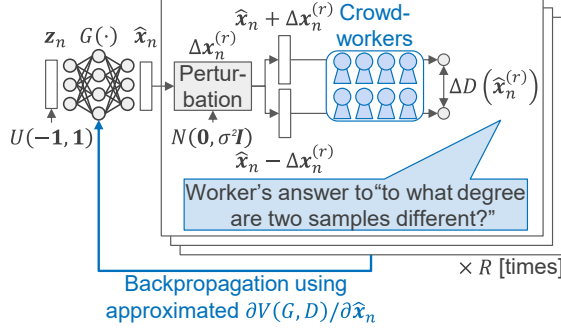 z_n G(·) x̂_n Δx_n^(r) x̂_n + Δx_n^(r) Crowd-
workers
Pertur-
bation
ΔD (x̂_n^(r))
U(−1, 1) N(0, σ²I)
x̂_n − Δx_n^(r)
Worker's answer to“to what degree
are two samples different?”
× R [times]
Backpropagation using
approximated ∂V(G, D)/∂x̂_n